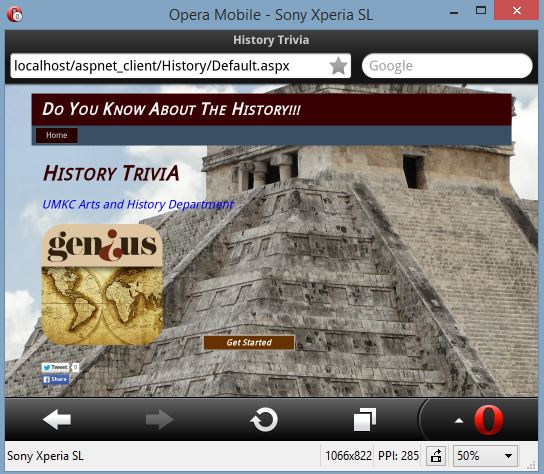 Opera Mobile - Sony Xperia SL
History Trivia
localhost/aspnet_client/History/Default.aspx
Google
DO YOU KNOW ABOUT THE HISTORY!!!
Home
HISTORY TRIVIA
UMKC Arts and History Department
gen¿us
Get Started
Tweet 0
Share
Sony Xperia SL
1066x822
PPI: 285
50%